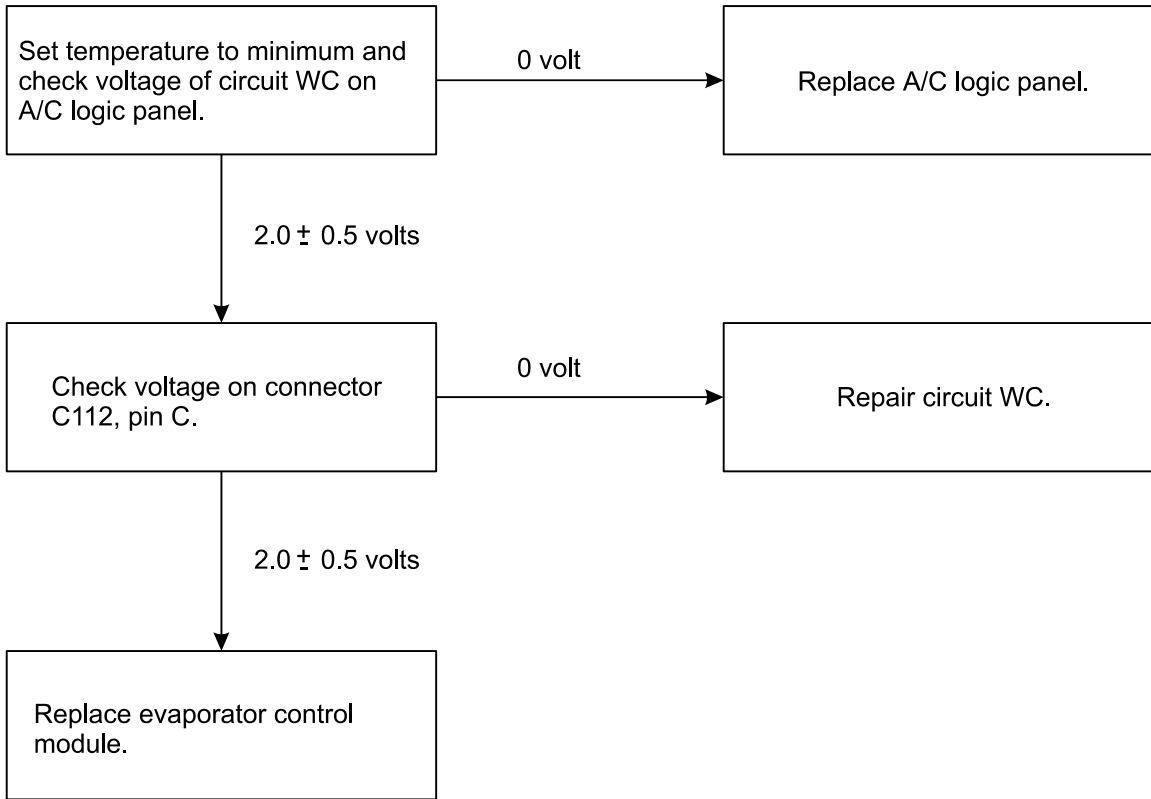 Set temperature to minimum and
check voltage of circuit WC on
A/C logic panel.
0 volt
Replace A/C logic panel.
2.0 ± 0.5 volts
Check voltage on connector
C112, pin C.
0 volt
Repair circuit WC.
2.0 ± 0.5 volts
Replace evaporator control
module.